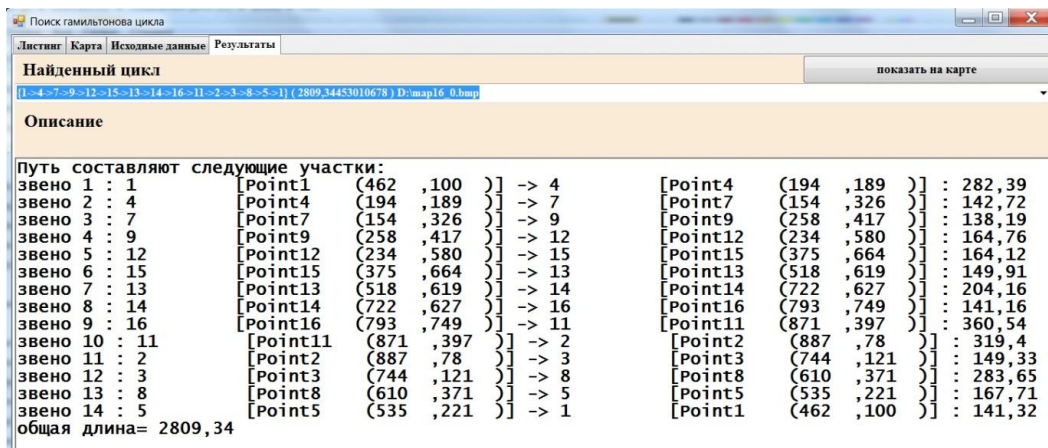 Поиск гамильтонова цикла
Листинг Карта Исходные данные Результаты
Найденный цикл показать на карте
{1->4->7->9->12->15->13->14->16->11->2->3->8->5->1} ( 2809,34453010678 ) D:\map16_0.bmp
Описание
Путь составляют следующие участки:
звено 1 : 1 [Point1 (462 ,100 )] -> 4 [Point4 (194 ,189 )] : 282,39
звено 2 : 4 [Point4 (194 ,189 )] -> 7 [Point7 (154 ,326 )] : 142,72
звено 3 : 7 [Point7 (154 ,326 )] -> 9 [Point9 (258 ,417 )] : 138,19
звено 4 : 9 [Point9 (258 ,417 )] -> 12 [Point12 (234 ,580 )] : 164,76
звено 5 : 12 [Point12 (234 ,580 )] -> 15 [Point15 (375 ,664 )] : 164,12
звено 6 : 15 [Point15 (375 ,664 )] -> 13 [Point13 (518 ,619 )] : 149,91
звено 7 : 13 [Point13 (518 ,619 )] -> 14 [Point14 (722 ,627 )] : 204,16
звено 8 : 14 [Point14 (722 ,627 )] -> 16 [Point16 (793 ,749 )] : 141,16
звено 9 : 16 [Point16 (793 ,749 )] -> 11 [Point11 (871 ,397 )] : 360,54
звено 10 : 11 [Point11 (871 ,397 )] -> 2 [Point2 (887 ,78 )] : 319,4
звено 11 : 2 [Point2 (887 ,78 )] -> 3 [Point3 (744 ,121 )] : 149,33
звено 12 : 3 [Point3 (744 ,121 )] -> 8 [Point8 (610 ,371 )] : 283,65
звено 13 : 8 [Point8 (610 ,371 )] -> 5 [Point5 (535 ,221 )] : 167,71
звено 14 : 5 [Point5 (535 ,221 )] -> 1 [Point1 (462 ,100 )] : 141,32
общая длина= 2809,34